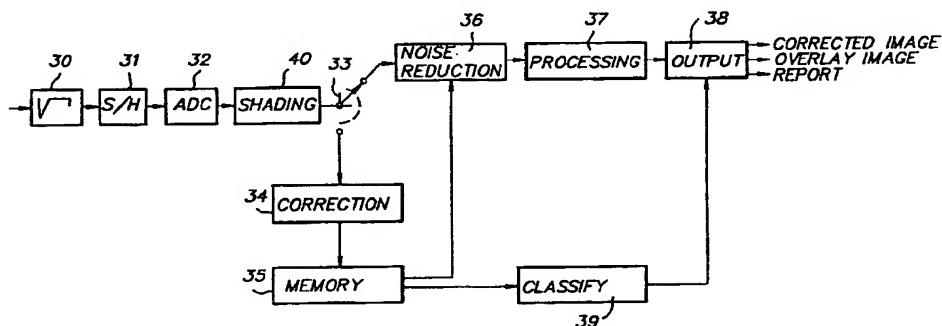 30
31
32
40
33
36
37
38
√
S/H
ADC
SHADING
NOISE
REDUCTION
PROCESSING
OUTPUT
CORRECTED IMAGE
OVERLAY IMAGE
REPORT
34
CORRECTION
35
MEMORY
CLASSIFY
39